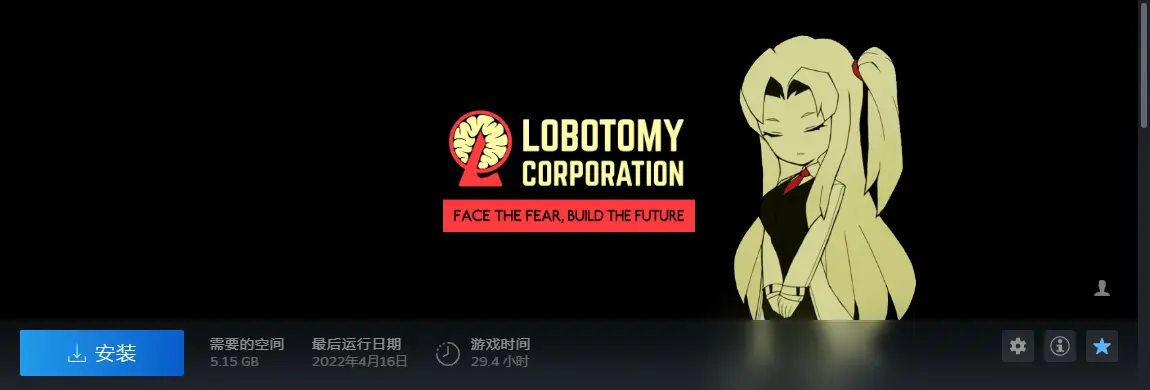 LOBOTOMY
CORPORATION
FACE THE FEAR, BUILD THE FUTURE
安装
需要的空间
5.15 GB
最后运行日期
2022年4月16日
游戏时间
29.4 小时